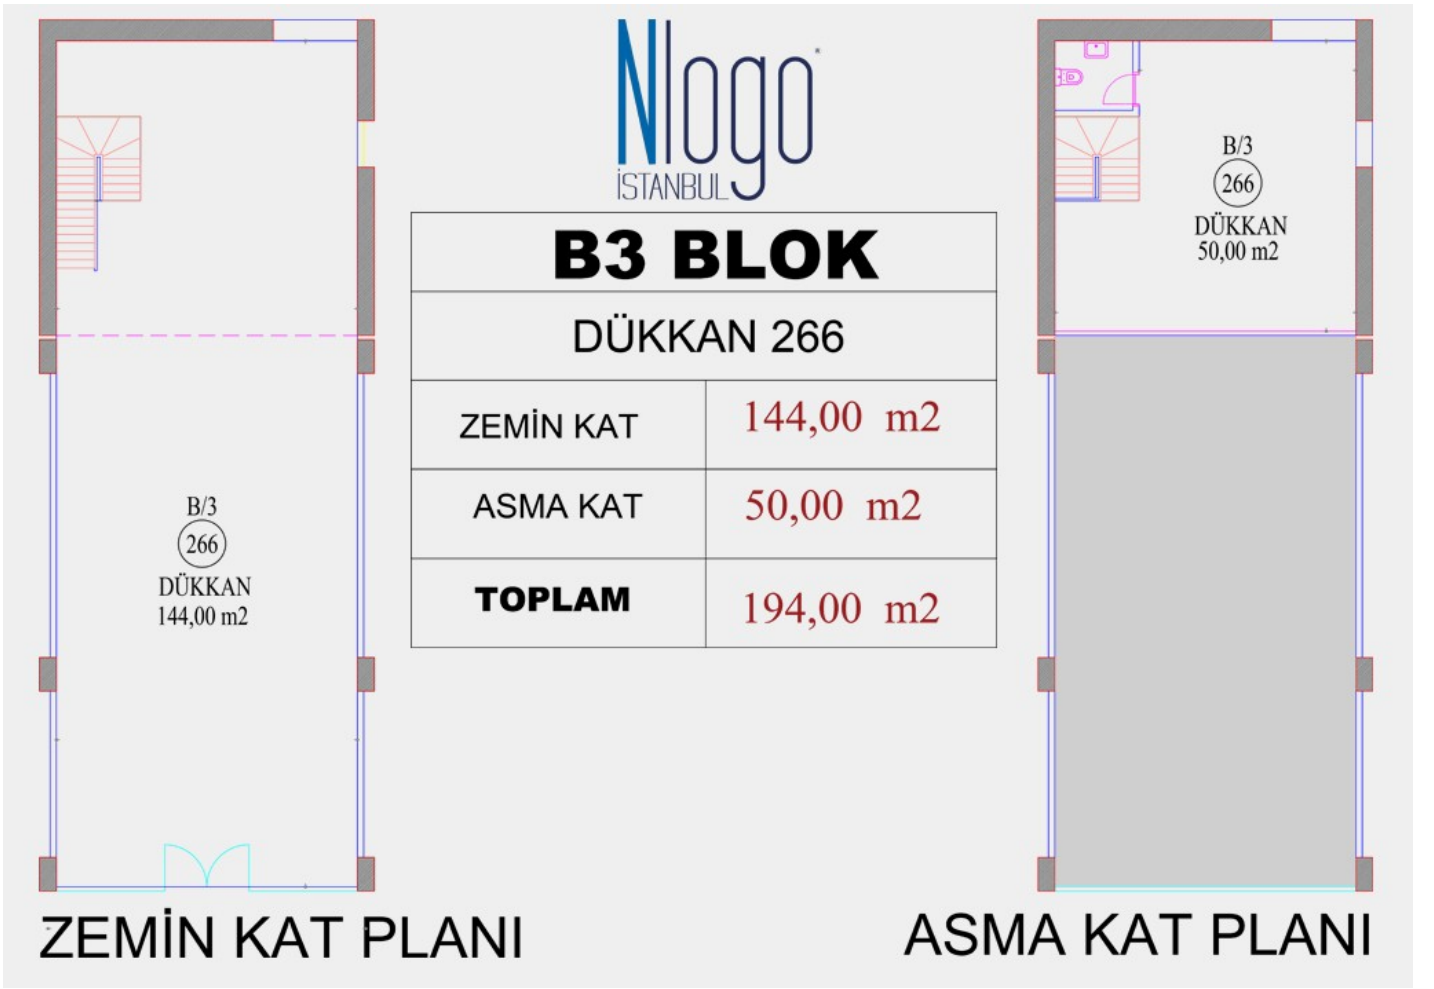 Nlogo
İSTANBUL
B3 BLOK
DÜKKAN 266
ZEMİN KAT 144,00 m2
ASMA KAT 50,00 m2
TOPLAM 194,00 m2
B/3
266
DÜKKAN
144,00 m2
ZEMİN KAT PLANI
B/3
266
DÜKKAN
50,00 m2
ASMA KAT PLANI